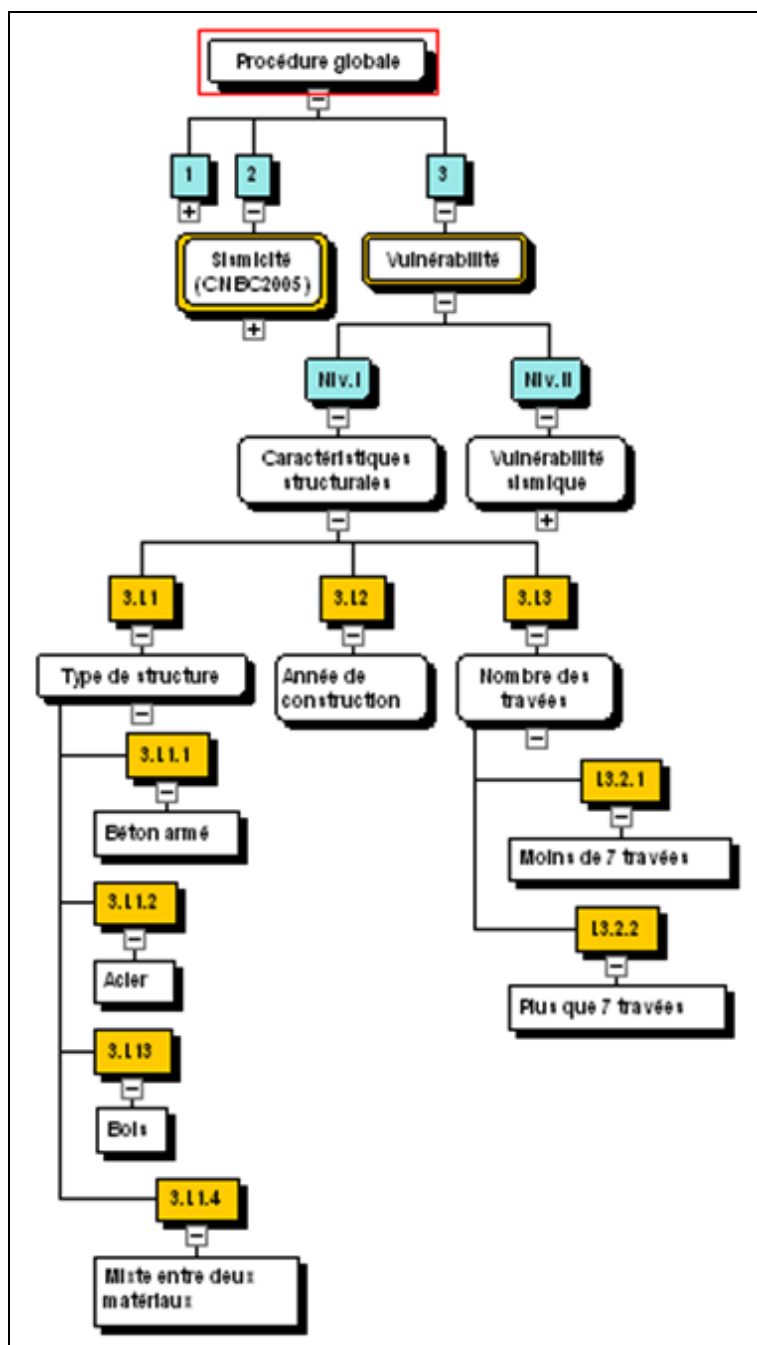 Procédure globale
1
2
3
Sismicité
(CNBC2005)
Vulnérabilité
Niv.I
Niv.II
Caractéristiques
structurales
Vulnérabilité
sismique
3.I.1
3.I.2
3.I.3
Type de structure
Année de
construction
Nombre des
travées
3.I.1.1
Béton armé
3.I.1.2
Acier
3.I.13
Bois
3.I.1.4
Mixte entre deux
matériaux
I.3.2.1
Moins de 7 travées
I.3.2.2
Plus que 7 travées